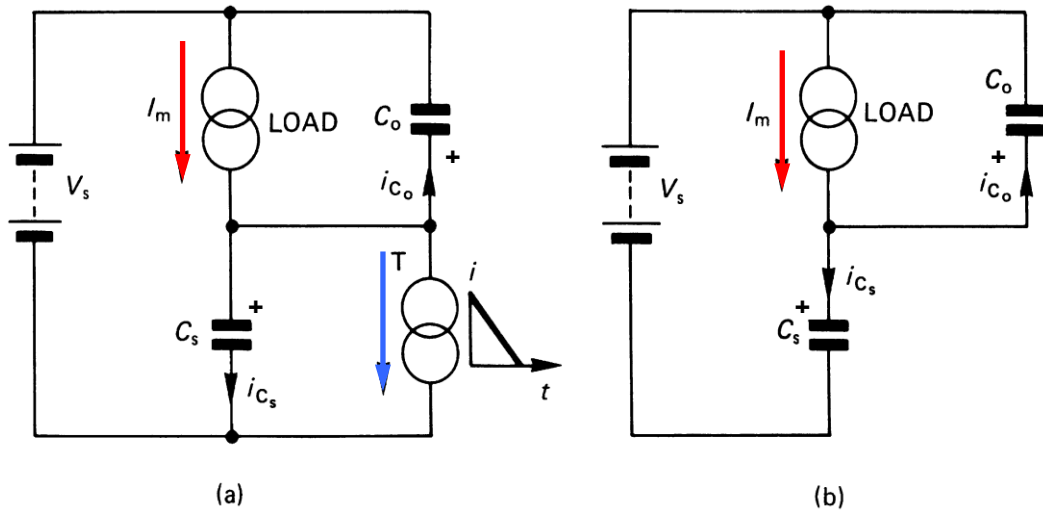 I_m
LOAD
C_o
+
V_s
i_Co
T
i
+
C_s
i_Cs
t
(a)
C_o
I_m
LOAD
+
V_s
i_Co
i_Cs
+
C_s
(b)